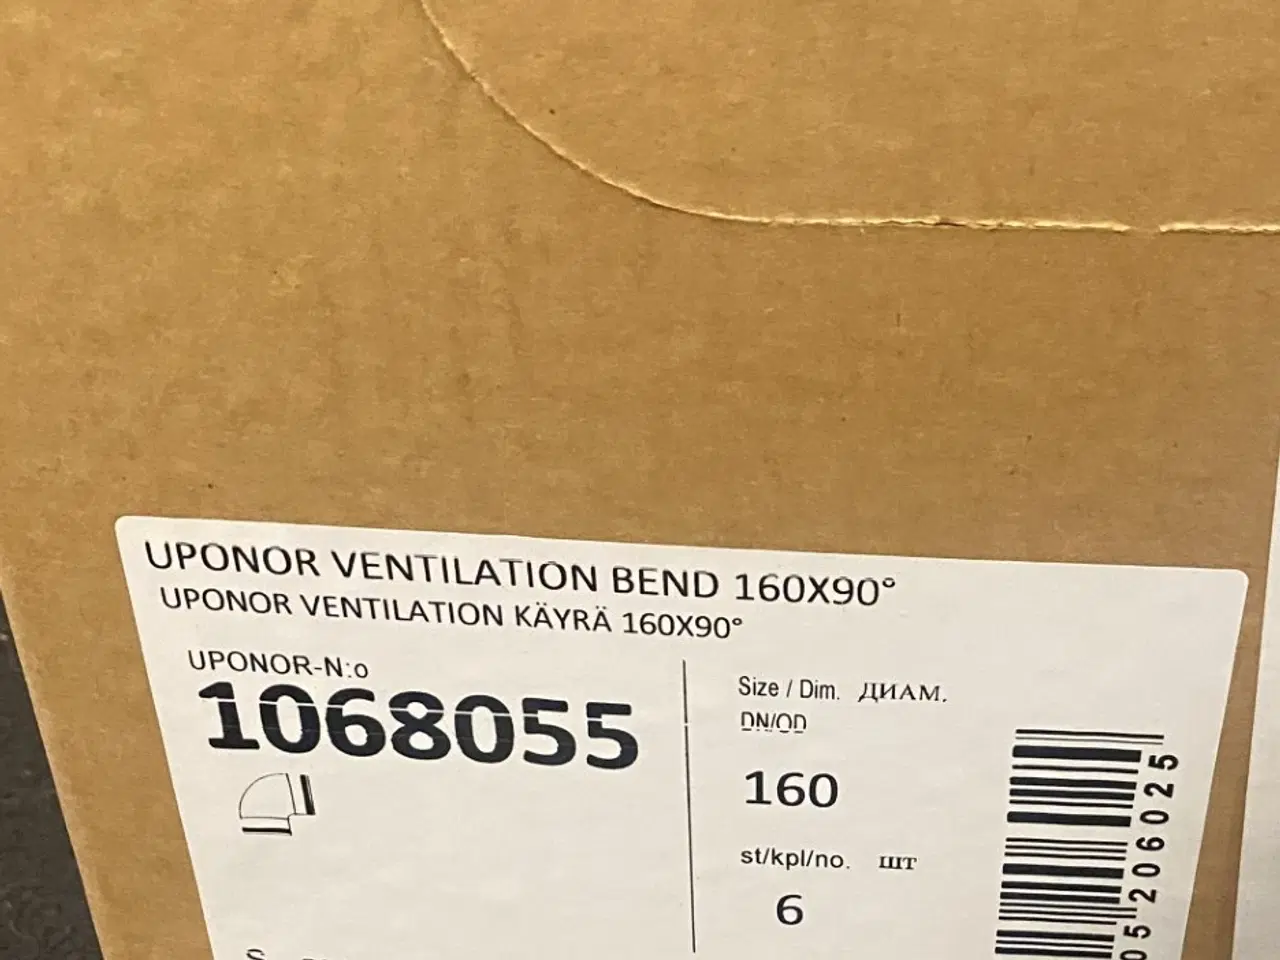 UPONOR VENTILATION BEND 160X90°
UPONOR VENTILATION KÄYRÄ 160X90°
UPONOR-N:o
1068055
Size / Dim. ДИАМ.
DN/OD
160
st/kpl/no. шт
6
05206025